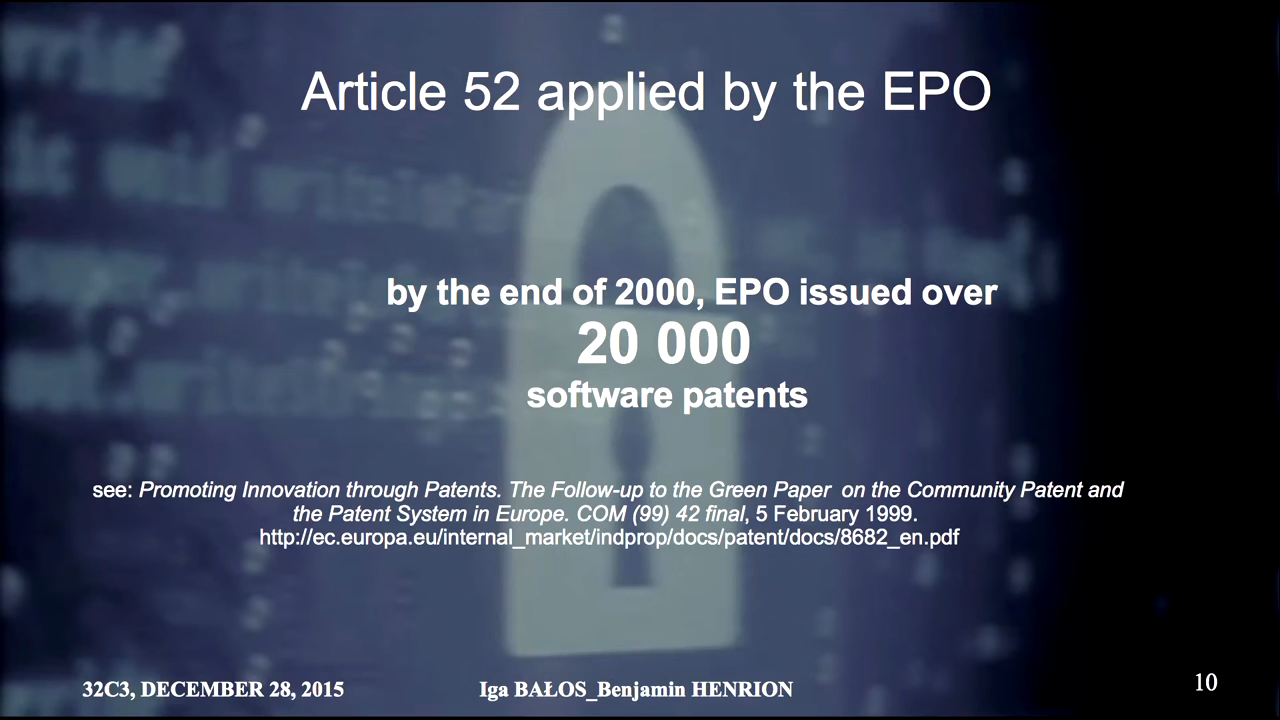 Article 52 applied by the EPO
by the end of 2000, EPO issued over
20 000
software patents
see: Promoting Innovation through Patents. The Follow-up to the Green Paper on the Community Patent and
the Patent System in Europe. COM (99) 42 final, 5 February 1999.
http://ec.europa.eu/internal_market/indprop/docs/patent/docs/8682_en.pdf
32C3, DECEMBER 28, 2015
Iga BAŁOS_Benjamin HENRION
10